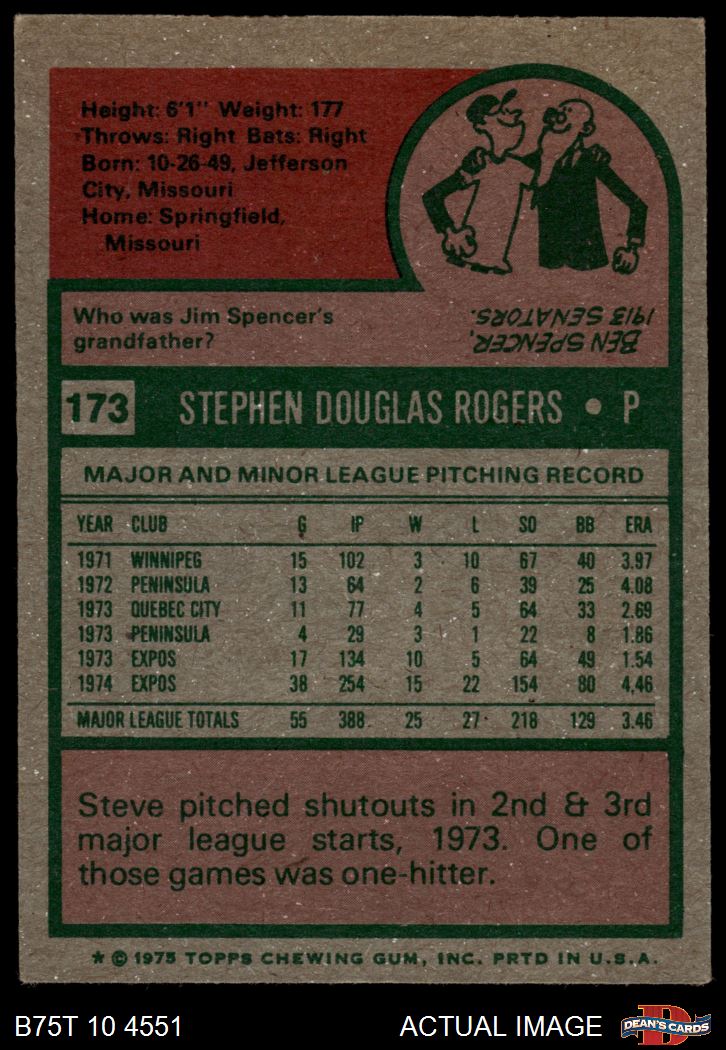 Height: 6'1" Weight: 177
Throws: Right Bats: Right
Born: 10-26-49, Jefferson
City, Missouri
Home: Springfield,
Missouri
Who was Jim Spencer's
grandfather?
BEN SPENCER,
1913 SENATORS.
173 STEPHEN DOUGLAS ROGERS • P
MAJOR AND MINOR LEAGUE PITCHING RECORD
YEAR CLUB G IP W L SO BB ERA
1971 WINNIPEG 15 102 3 10 67 40 3.97
1972 PENINSULA 13 64 2 6 39 25 4.08
1973 QUEBEC CITY 11 77 4 5 64 33 2.69
1973 PENINSULA 4 29 3 1 22 8 1.86
1973 EXPOS 17 134 10 5 64 49 1.54
1974 EXPOS 38 254 15 22 154 80 4.46
MAJOR LEAGUE TOTALS 55 388 25 27 218 129 3.46
Steve pitched shutouts in 2nd & 3rd
major league starts, 1973. One of
those games was one-hitter.
* © 1975 TOPPS CHEWING GUM, INC. PRTD IN U.S.A.
B75T 10 4551 ACTUAL IMAGE D DEAN'S CARDS